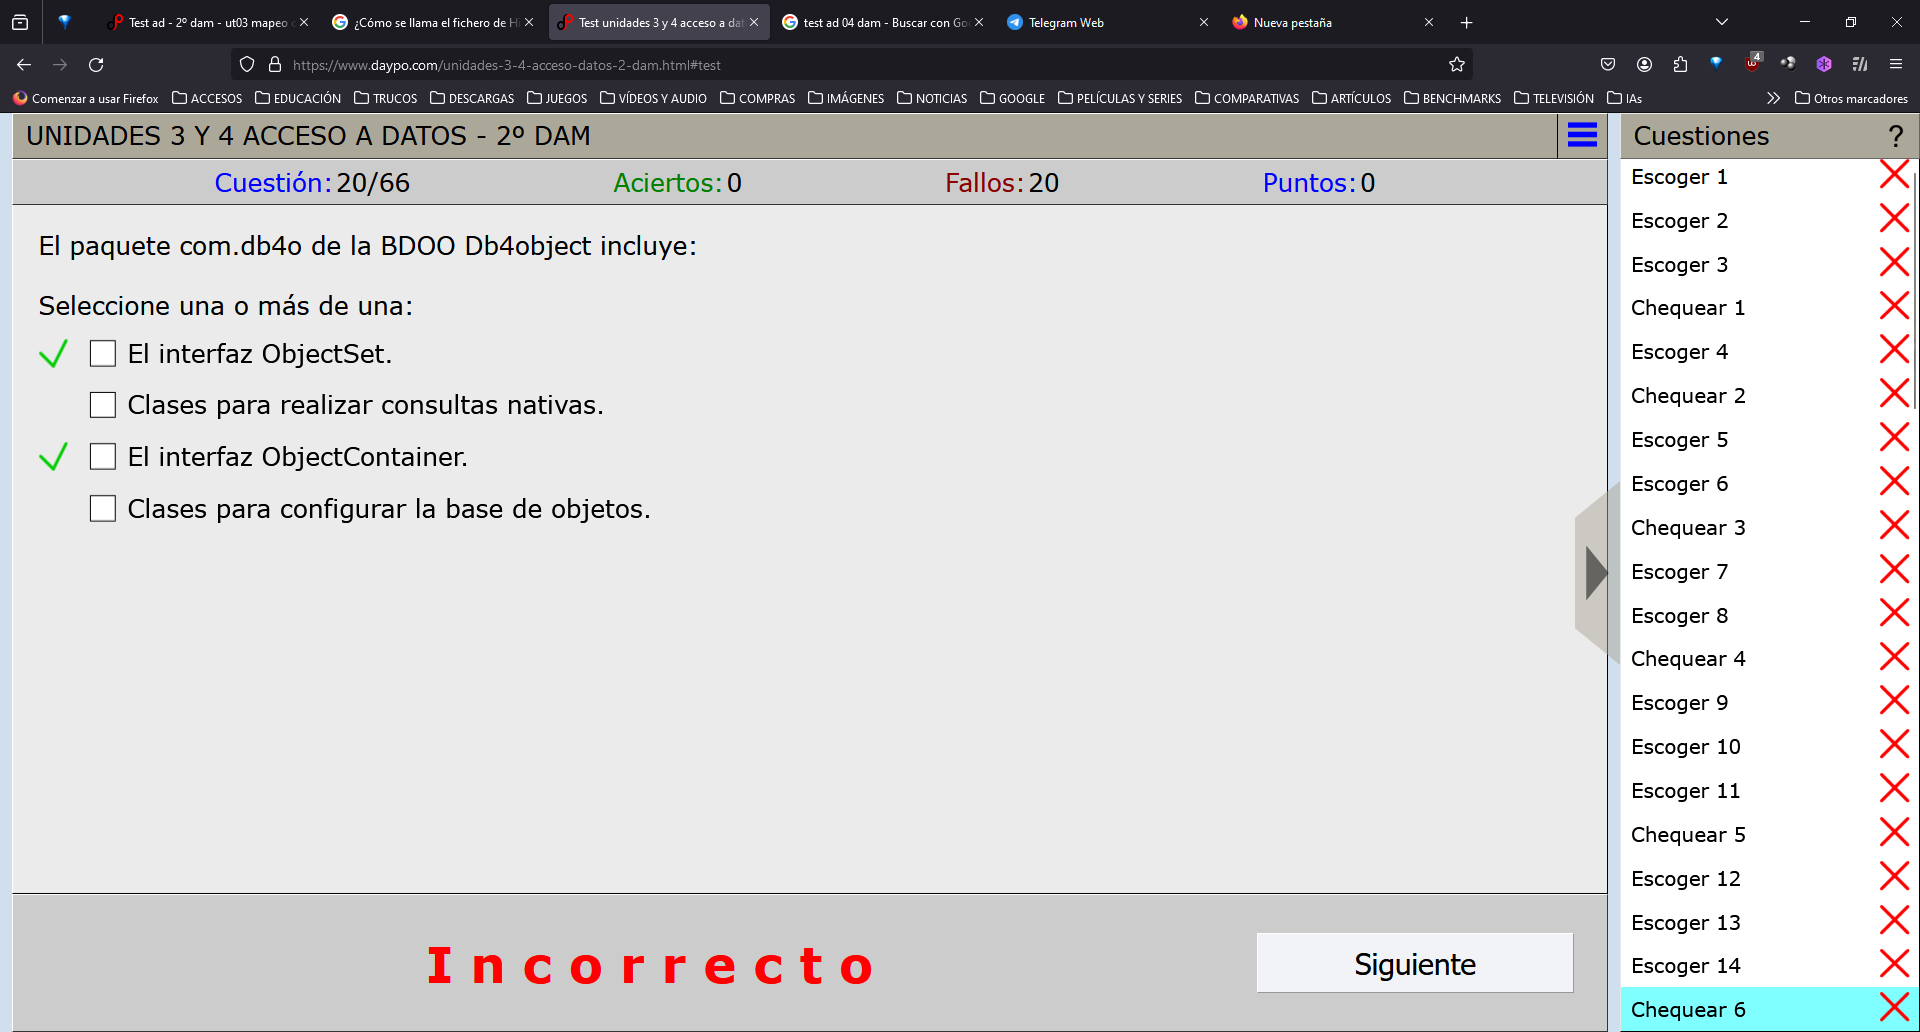 Test ad - 2º dam - ut03 mapeo
¿Cómo se llama el fichero de Hi
Test unidades 3 y 4 acceso a dat
test ad 04 dam - Buscar con Goo
Telegram Web
Nueva pestaña
https://www.daypo.com/unidades-3-4-acceso-datos-2-dam.html#test
4
Comenzar a usar Firefox
ACCESOS
EDUCACIÓN
TRUCOS
DESCARGAS
JUEGOS
VÍDEOS Y AUDIO
COMPRAS
IMÁGENES
NOTICIAS
GOOGLE
PELÍCULAS Y SERIES
COMPARATIVAS
ARTÍCULOS
BENCHMARKS
TELEVISIÓN
IAs
Otros marcadores
UNIDADES 3 Y 4 ACCESO A DATOS - 2º DAM
Cuestión: 20/66
Aciertos: 0
Fallos: 20
Puntos: 0
El paquete com.db4o de la BDOO Db4object incluye:
Seleccione una o más de una:
El interfaz ObjectSet.
Clases para realizar consultas nativas.
El interfaz ObjectContainer.
Clases para configurar la base de objetos.
Incorrecto
Siguiente
Cuestiones ?
Escoger 1
Escoger 2
Escoger 3
Chequear 1
Escoger 4
Chequear 2
Escoger 5
Escoger 6
Chequear 3
Escoger 7
Escoger 8
Chequear 4
Escoger 9
Escoger 10
Escoger 11
Chequear 5
Escoger 12
Escoger 13
Escoger 14
Chequear 6